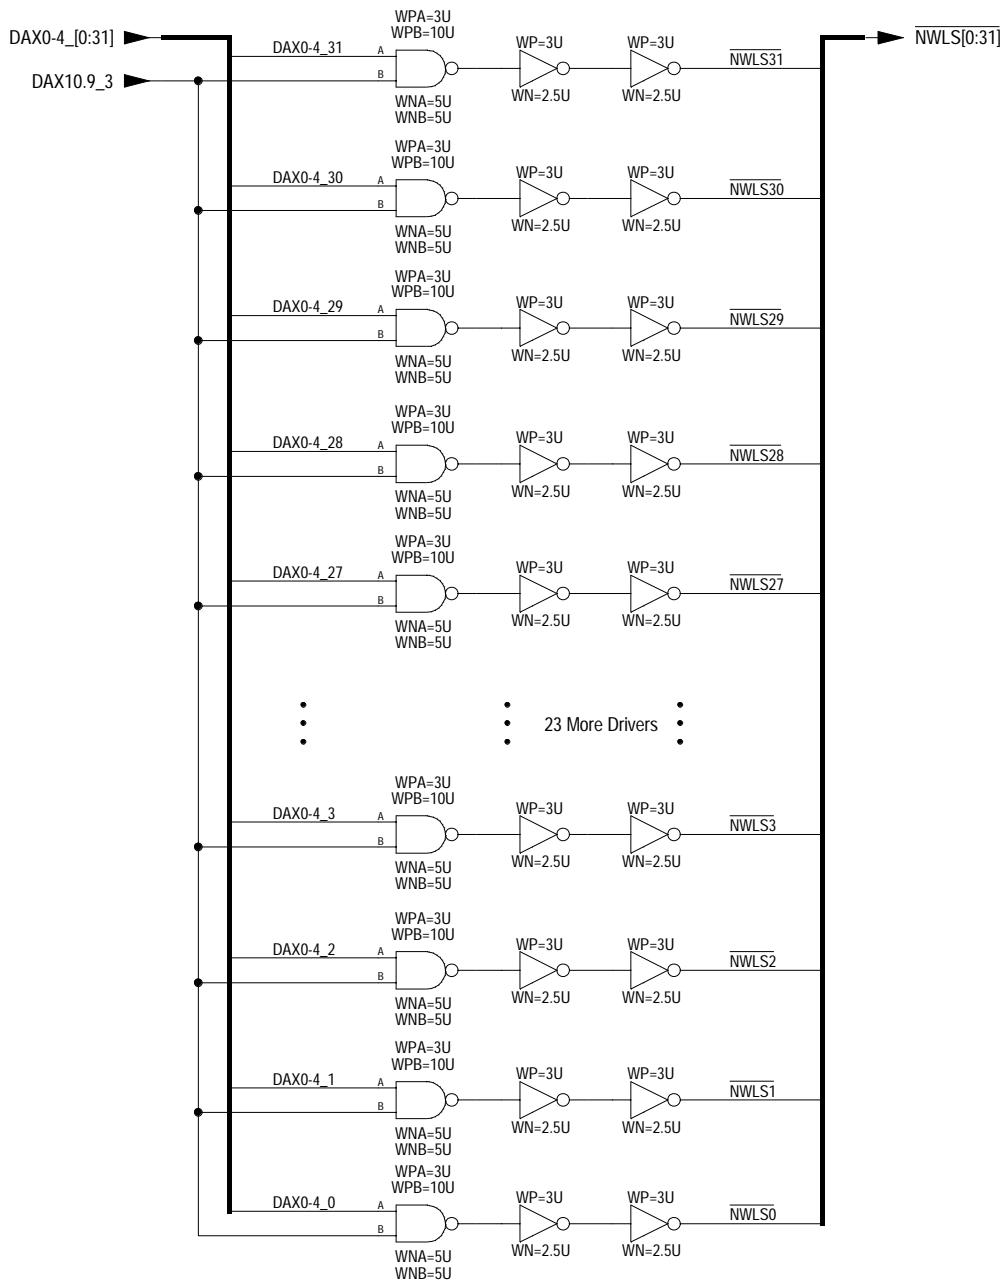 DAX0-4_[0:31]
NWLS[0:31]
DAX10.9_3
WPA=3U
WPB=10U
DAX0-4_31
A
B
WNA=5U
WNB=5U
WP=3U
WN=2.5U
WP=3U
WN=2.5U
NWLS31
WPA=3U
WPB=10U
DAX0-4_30
A
B
WNA=5U
WNB=5U
WP=3U
WN=2.5U
WP=3U
WN=2.5U
NWLS30
WPA=3U
WPB=10U
DAX0-4_29
A
B
WNA=5U
WNB=5U
WP=3U
WN=2.5U
WP=3U
WN=2.5U
NWLS29
WPA=3U
WPB=10U
DAX0-4_28
A
B
WNA=5U
WNB=5U
WP=3U
WN=2.5U
WP=3U
WN=2.5U
NWLS28
WPA=3U
WPB=10U
DAX0-4_27
A
B
WNA=5U
WNB=5U
WP=3U
WN=2.5U
WP=3U
WN=2.5U
NWLS27
23 More Drivers
WPA=3U
WPB=10U
DAX0-4_3
A
B
WNA=5U
WNB=5U
WP=3U
WN=2.5U
WP=3U
WN=2.5U
NWLS3
WPA=3U
WPB=10U
DAX0-4_2
A
B
WNA=5U
WNB=5U
WP=3U
WN=2.5U
WP=3U
WN=2.5U
NWLS2
WPA=3U
WPB=10U
DAX0-4_1
A
B
WNA=5U
WNB=5U
WP=3U
WN=2.5U
WP=3U
WN=2.5U
NWLS1
WPA=3U
WPB=10U
DAX0-4_0
A
B
WNA=5U
WNB=5U
WP=3U
WN=2.5U
WP=3U
WN=2.5U
NWLS0